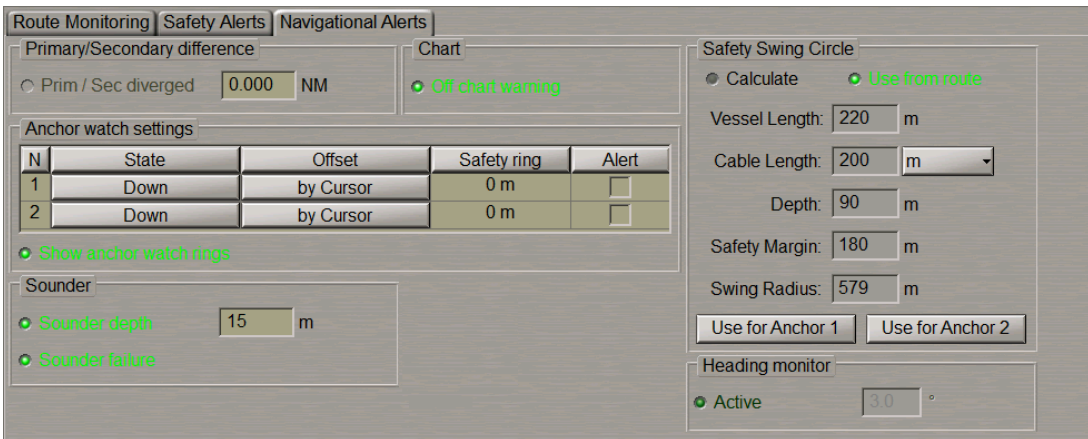 Route Monitoring Safety Alerts Navigational Alerts
Primary/Secondary difference
Prim / Sec diverged 0.000 NM
Chart
Off chart warning
Anchor watch settings
N State Offset Safety ring Alert
1 Down by Cursor 0 m
2 Down by Cursor 0 m
Show anchor watch rings
Sounder
Sounder depth 15 m
Sounder failure
Safety Swing Circle
Calculate Use from route
Vessel Length: 220 m
Cable Length: 200 m
Depth: 90 m
Safety Margin: 180 m
Swing Radius: 579 m
Use for Anchor 1 Use for Anchor 2
Heading monitor
Active 3.0 °